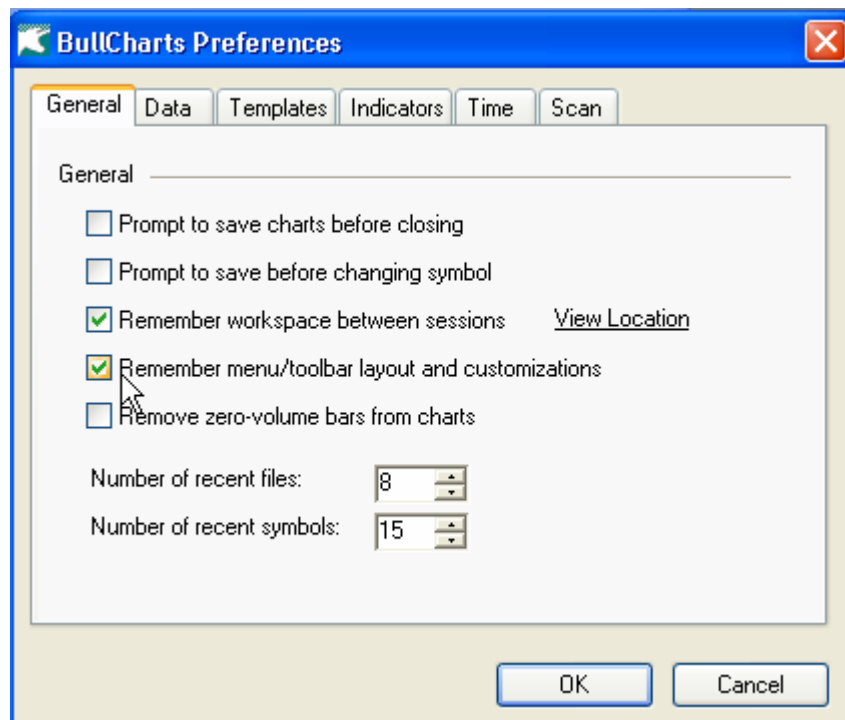 BullCharts Preferences
General Data Templates Indicators Time Scan
General
Prompt to save charts before closing
Prompt to save before changing symbol
Remember workspace between sessions View Location
Remember menu/toolbar layout and customizations
Remove zero-volume bars from charts
Number of recent files: 8
Number of recent symbols: 15
OK Cancel